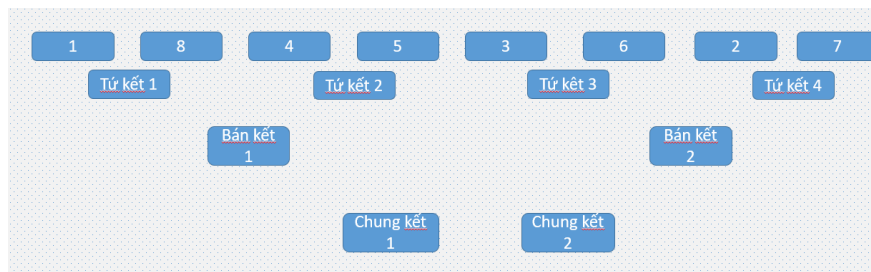 1 8 4 5 3 6 2 7
Tứ kết 1 Tứ kết 2 Tứ kêt 3 Tứ kết 4
Bán kết
1
Bán kết
2
Chung kết
1
Chung kết
2